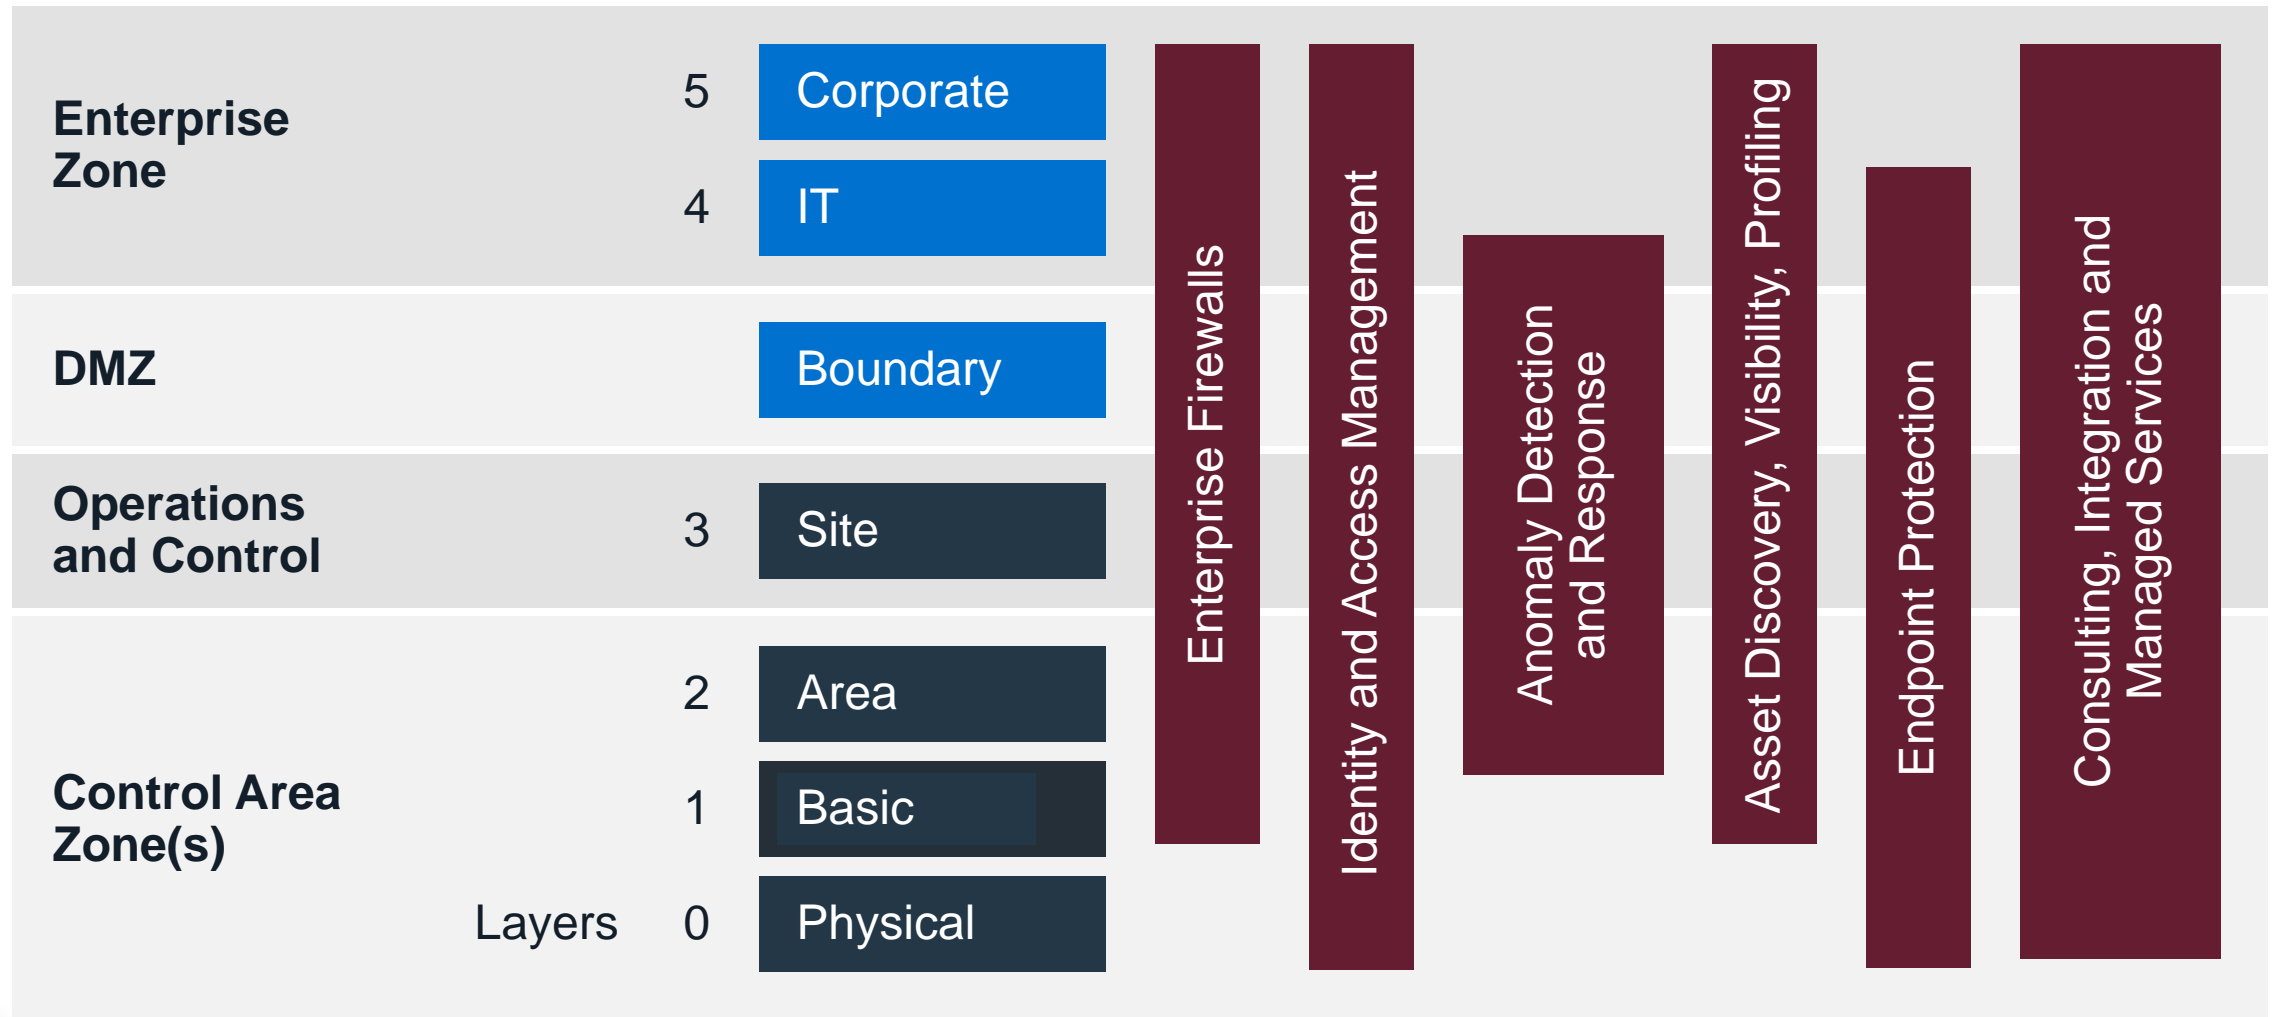 Enterprise
Zone
5
Corporate
4
IT
DMZ
Boundary
Operations
and Control
3
Site
Control Area
Zone(s)
2
Area
1
Basic
Layers
0
Physical
Enterprise Firewalls
Identity and Access Management
Anomaly Detection
and Response
Asset Discovery, Visibility, Profiling
Endpoint Protection
Consulting, Integration and
Managed Services